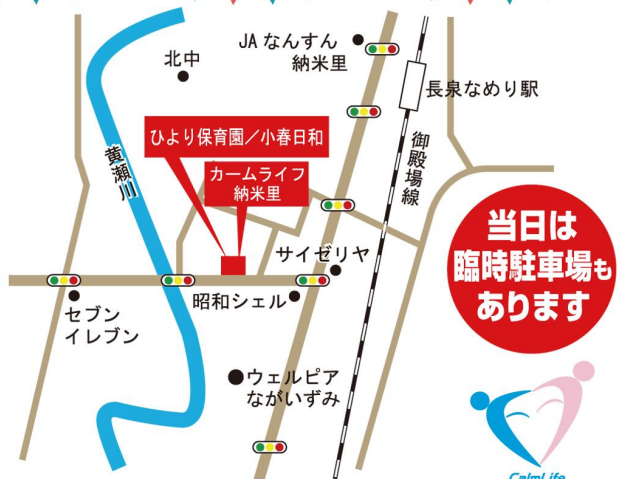 JAなんすん
納米里
北中
長泉なめり駅
ひより保育園／小春日和
御殿場線
黄瀬川
カームライフ
納米里
当日は
臨時駐車場も
あります
サイゼリヤ
昭和シェル
セブン
イレブン
ウェルピア
ながいずみ
CalmLife